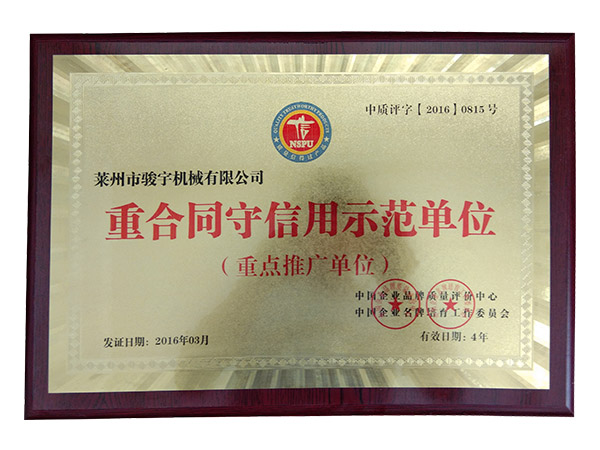 中质评字【2016】0815号
QUALITY TRUSTWORTHY PRODUCTS
NSPU
莱州市骏宇机械有限公司
重合同守信用示范单位
（重点推广单位）
中国企业品牌质量评价中心
中国企业名牌培育工作委员会
发证日期：2016年03月
有效日期：4年